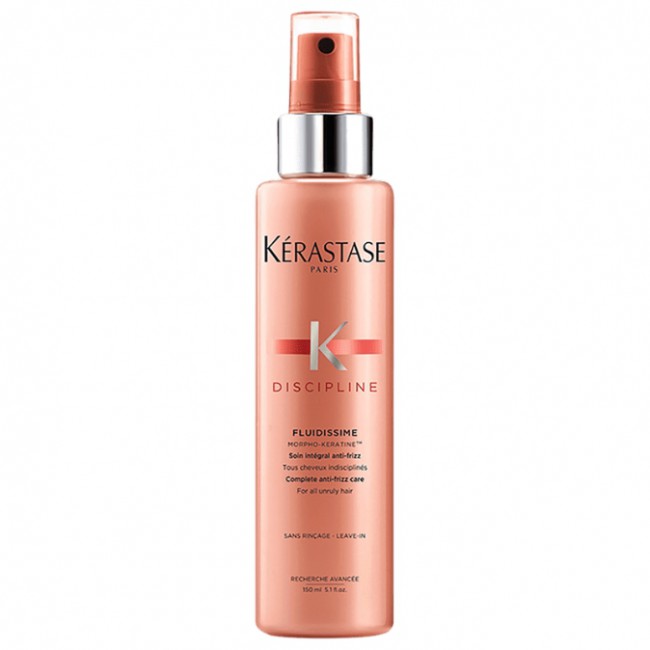 KÉRASTASE
PARIS
K
DISCIPLINE
FLUIDISSIME
MORPHO-KERATINE™
Soin intégral anti-frizz
Tous cheveux indisciplinés
Complete anti-frizz care
For all unruly hair
SANS RINÇAGE - LEAVE-IN
RECHERCHE AVANCÉE
150 ml 5.1 fl.oz.